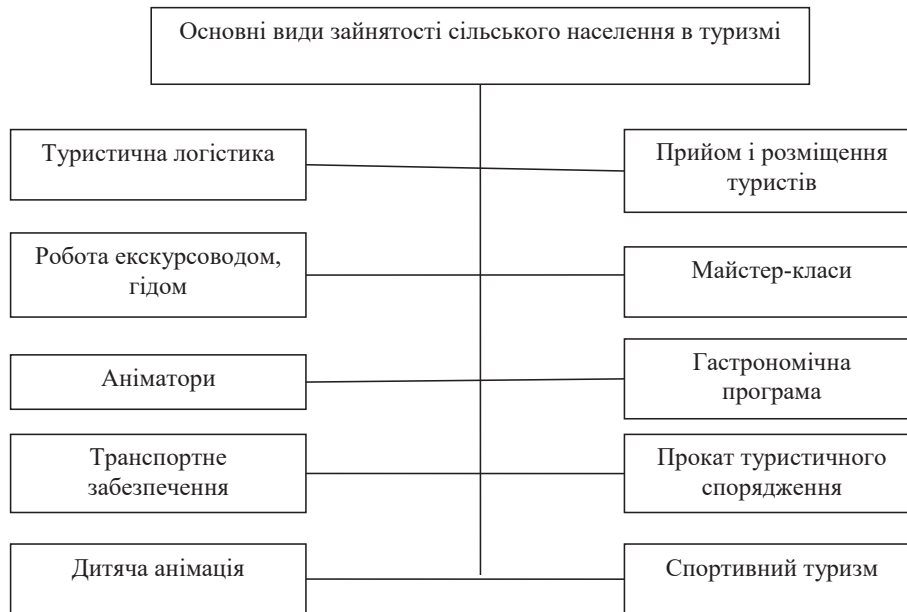 Основні види зайнятості сільського населення в туризмі
Туристична логістика
Прийом і розміщення
туристів
Робота екскурсоводом,
гідом
Майстер-класи
Аніматори
Гастрономічна
програма
Транспортне
забезпечення
Прокат туристичного
спорядження
Дитяча анімація
Спортивний туризм